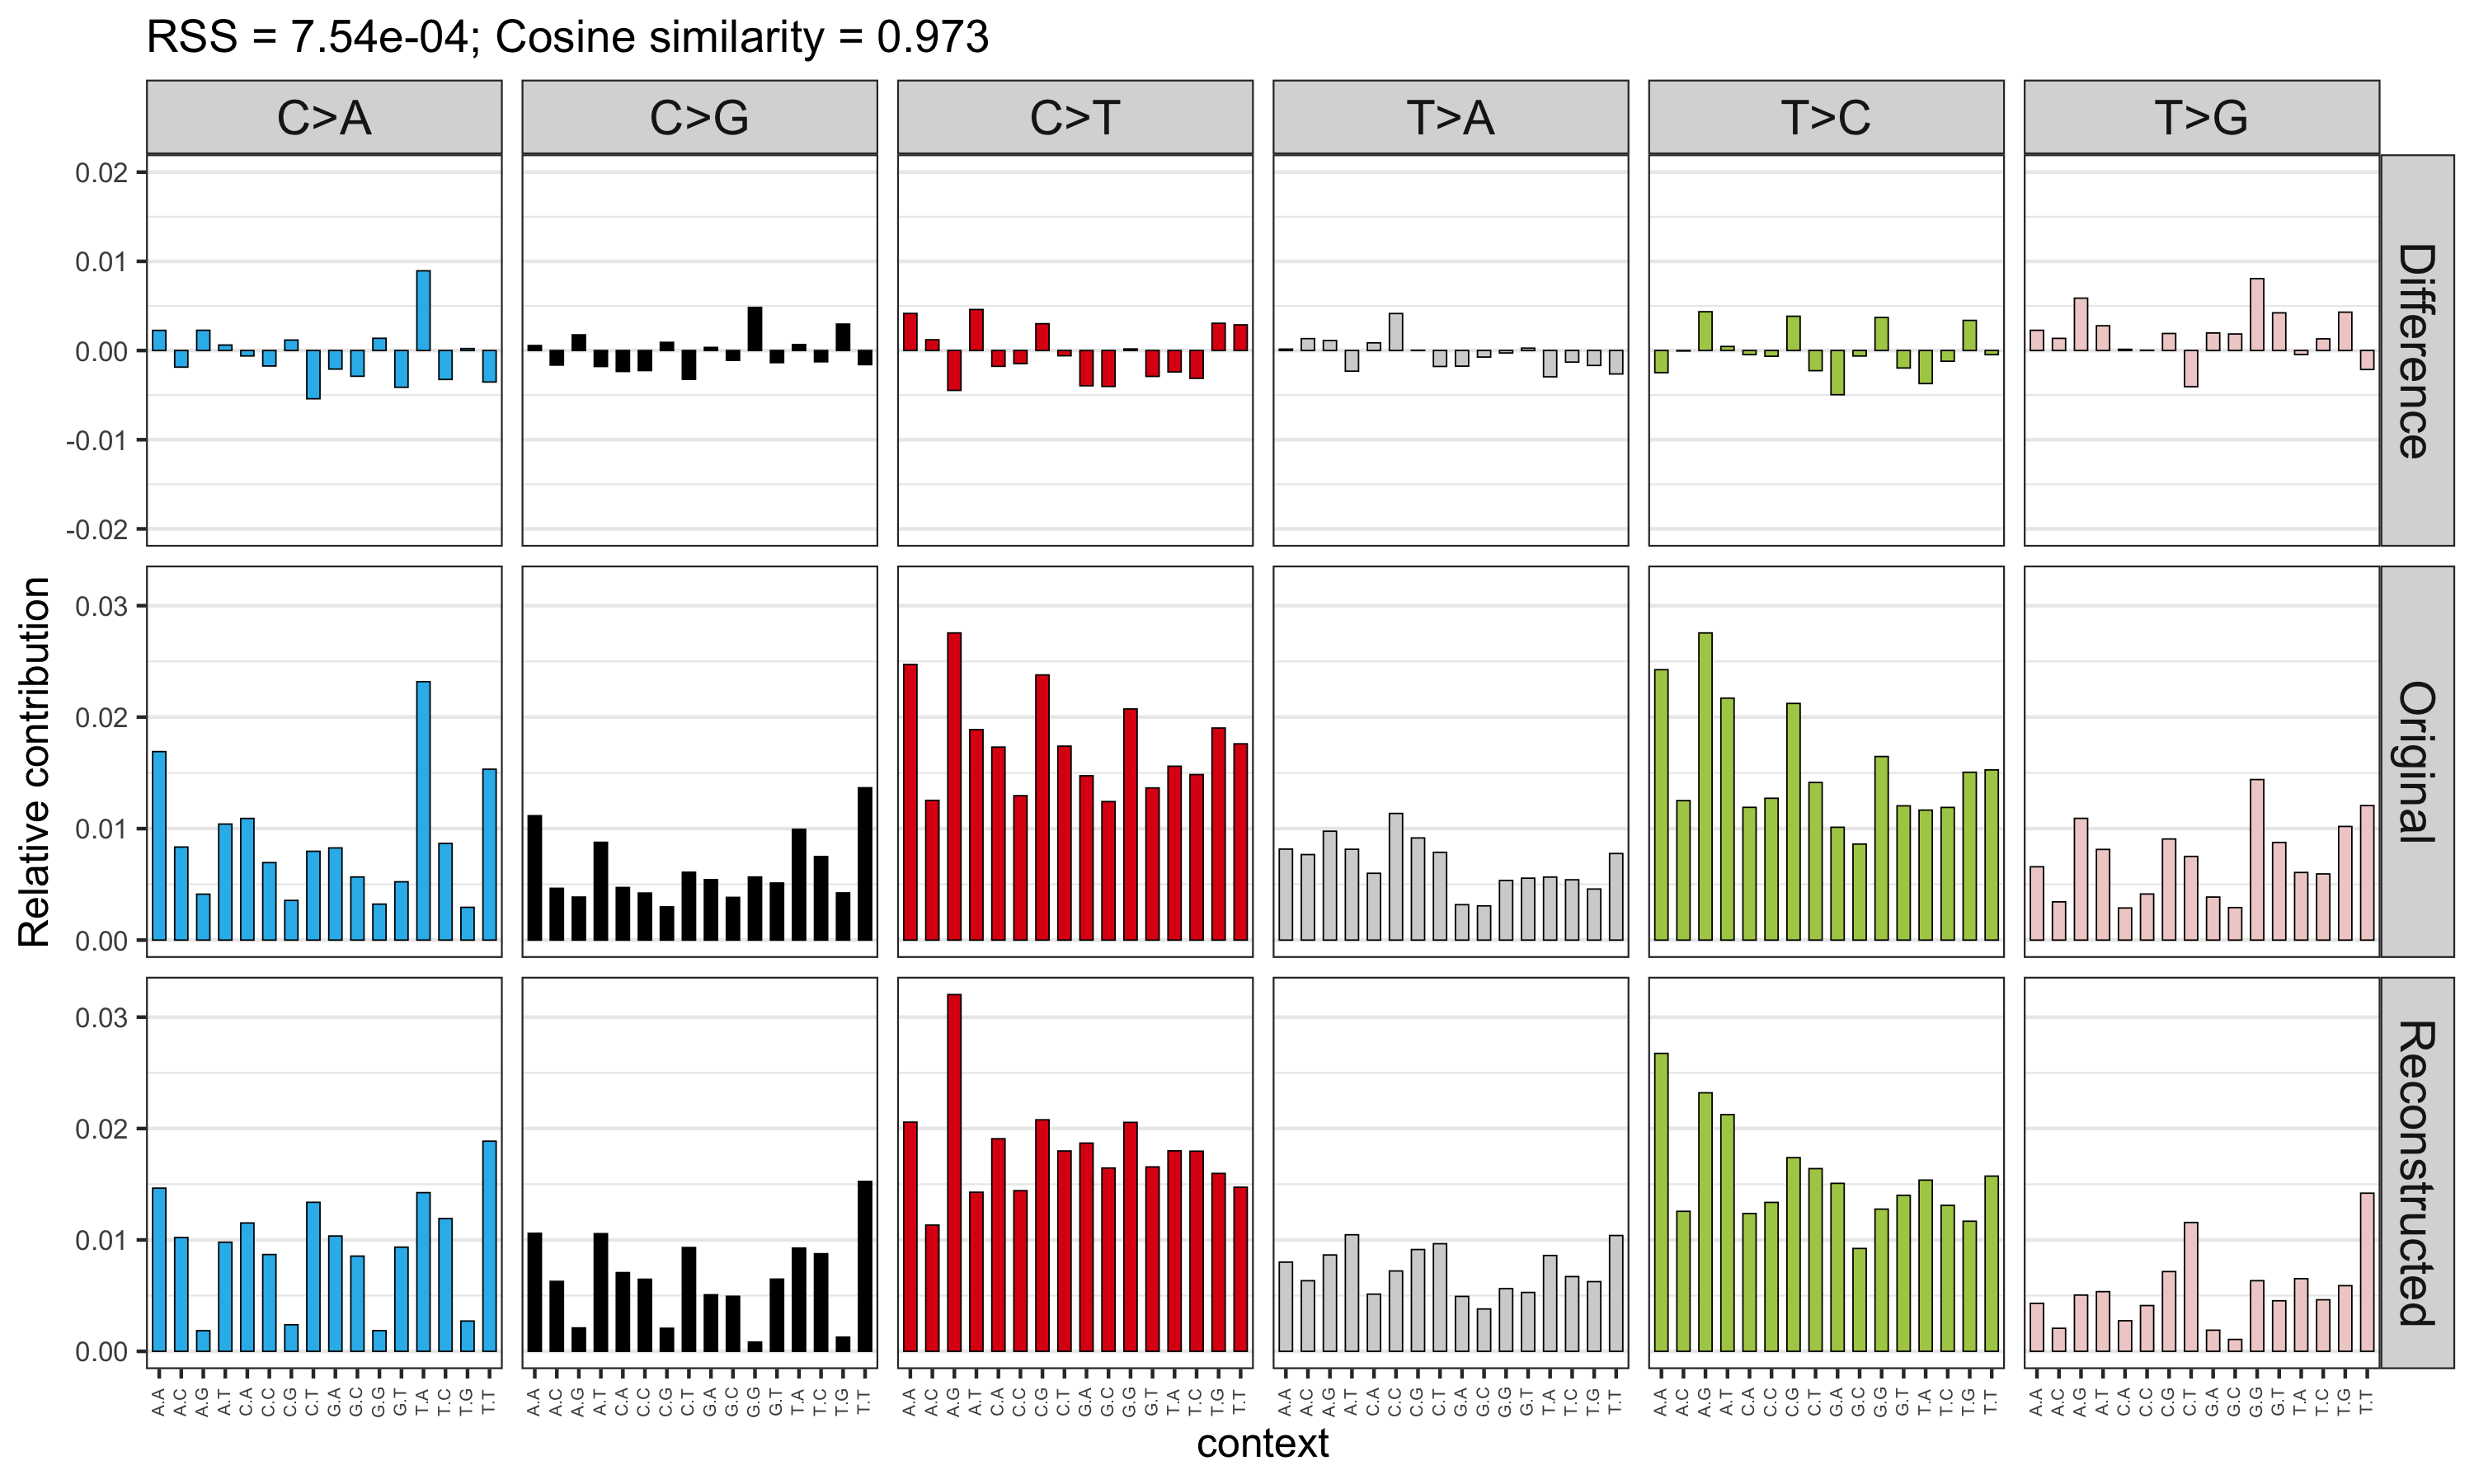 RSS = 7.54e-04; Cosine similarity = 0.973
C>A C>G C>T T>A T>C T>G
0.02
0.01
0.00
-0.01
-0.02
Difference
Relative contribution
0.03
0.02
0.01
0.00
Original
0.03
0.02
0.01
0.00
Reconstructed
A.A A.C A.G A.T C.A C.C C.G C.T G.A G.C G.G G.T T.A T.C T.G T.T
A.A A.C A.G A.T C.A C.C C.G C.T G.A G.C G.G G.T T.A T.C T.G T.T
A.A A.C A.G A.T C.A C.C C.G C.T G.A G.C G.G G.T T.A T.C T.G T.T
A.A A.C A.G A.T C.A C.C C.G C.T G.A G.C G.G G.T T.A T.C T.G T.T
A.A A.C A.G A.T C.A C.C C.G C.T G.A G.C G.G G.T T.A T.C T.G T.T
A.A A.C A.G A.T C.A C.C C.G C.T G.A G.C G.G G.T T.A T.C T.G T.T
context